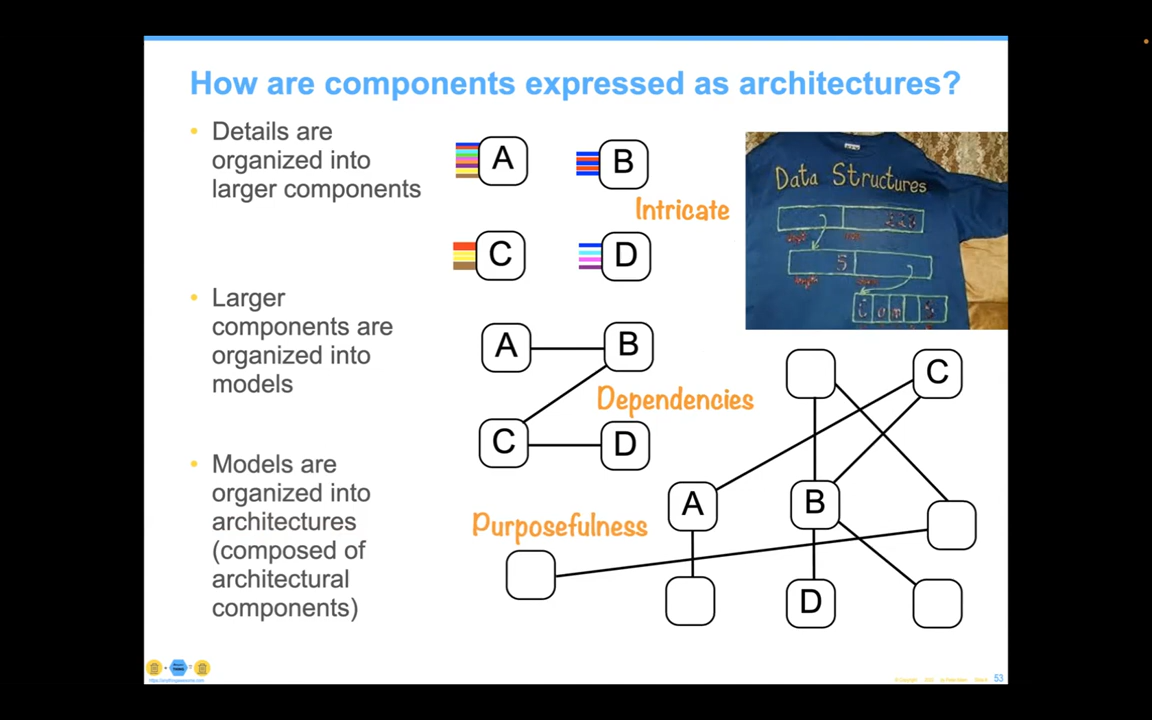 How are components expressed as architectures?
• Details are
organized into
larger components
• Larger
components are
organized into
models
• Models are
organized into
architectures
(composed of
architectural
components)
A
B
Intricate
C
D
A
B
Dependencies
C
D
Purposefulness
Data Structures
5
i o m s
C
A
B
D
53